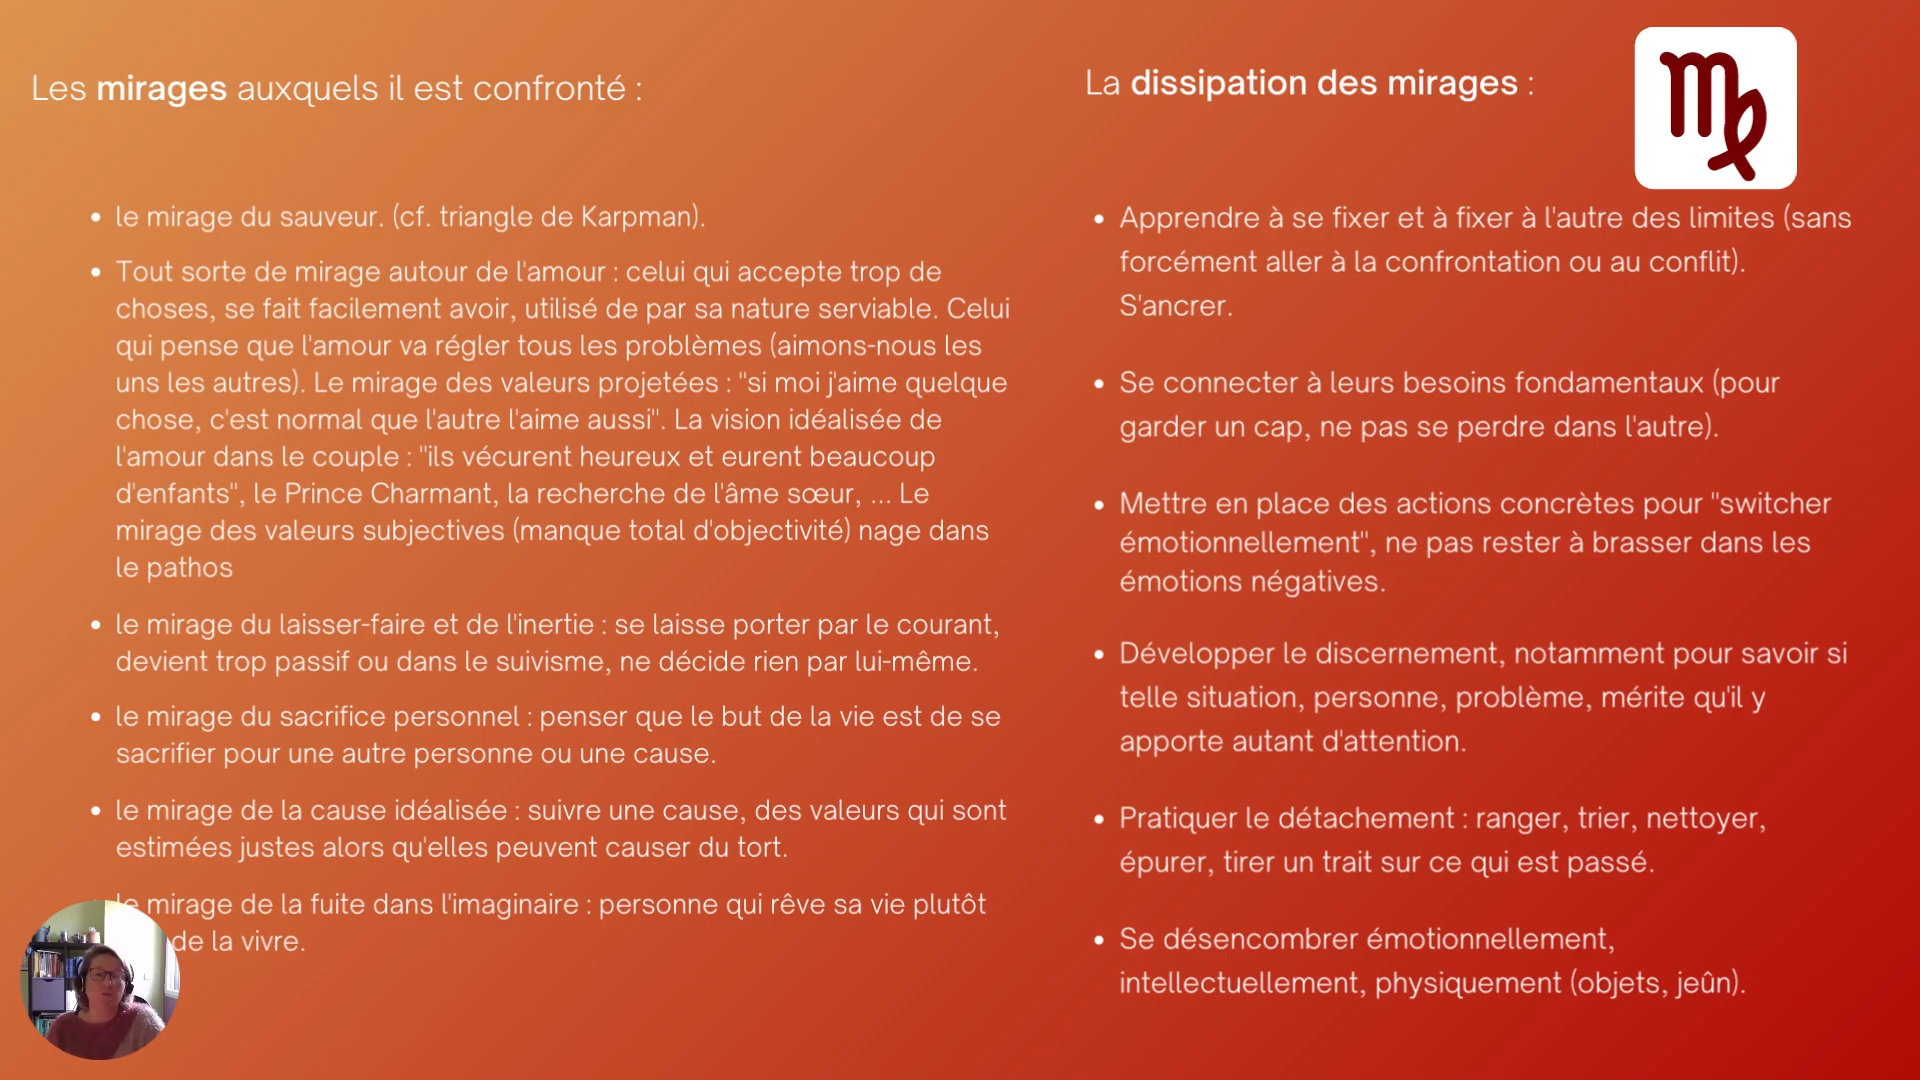 Les mirages auxquels il est confronté :
le mirage du sauveur. (cf. triangle de Karpman).
Tout sorte de mirage autour de l'amour : celui qui accepte trop de
choses, se fait facilement avoir, utilisé de par sa nature serviable. Celui
qui pense que l'amour va régler tous les problèmes (aimons-nous les
uns les autres). Le mirage des valeurs projetées : "si moi j'aime quelque
chose, c'est normal que l'autre l'aime aussi". La vision idéalisée de
l'amour dans le couple : "ils vécurent heureux et eurent beaucoup
d'enfants", le Prince Charmant, la recherche de l'âme sœur, ... Le
mirage des valeurs subjectives (manque total d'objectivité) nage dans
le pathos
le mirage du laisser-faire et de l'inertie : se laisse porter par le courant,
devient trop passif ou dans le suivisme, ne décide rien par lui-même.
le mirage du sacrifice personnel : penser que le but de la vie est de se
sacrifier pour une autre personne ou une cause.
le mirage de la cause idéalisée : suivre une cause, des valeurs qui sont
estimées justes alors qu'elles peuvent causer du tort.
le mirage de la fuite dans l'imaginaire : personne qui rêve sa vie plutôt
de la vivre.
La dissipation des mirages :
Apprendre à se fixer et à fixer à l'autre des limites (sans
forcément aller à la confrontation ou au conflit).
S'ancrer.
Se connecter à leurs besoins fondamentaux (pour
garder un cap, ne pas se perdre dans l'autre).
Mettre en place des actions concrètes pour "switcher
émotionnellement", ne pas rester à brasser dans les
émotions négatives.
Développer le discernement, notamment pour savoir si
telle situation, personne, problème, mérite qu'il y
apporte autant d'attention.
Pratiquer le détachement : ranger, trier, nettoyer,
épurer, tirer un trait sur ce qui est passé.
Se désencombrer émotionnellement,
intellectuellement, physiquement (objets, jeûn).